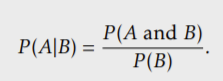 P(A|B) = P(A and B) / P(B).